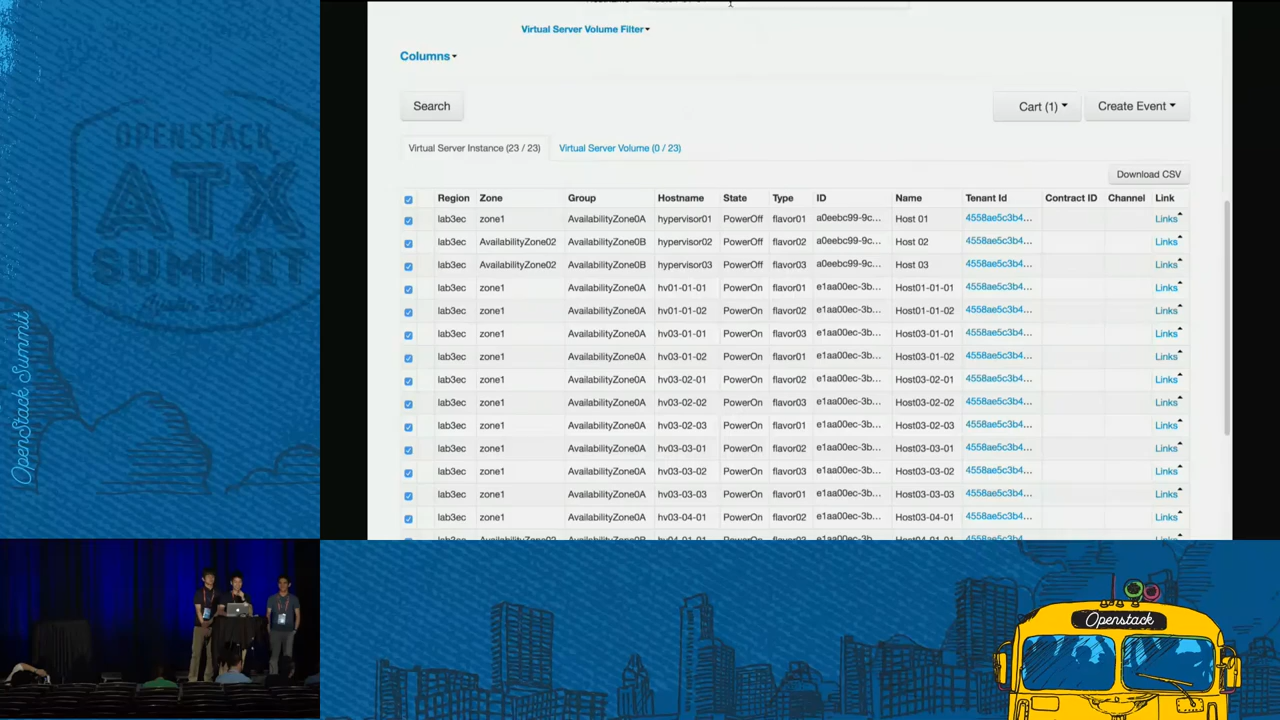 Virtual Server Volume Filter
Columns
Search
Cart (1)
Create Event
Virtual Server Instance (23 / 23)
Virtual Server Volume (0 / 23)
Download CSV
Region Zone Group Hostname State Type ID Name Tenant Id Contract ID Channel Link
lab3ec zone1 AvailabilityZone0A hypervisor01 PowerOff flavor01 a0eebc99-9c... Host 01 4558ae5c3b4... Links
lab3ec AvailabilityZone02 AvailabilityZone0B hypervisor02 PowerOff flavor02 a0eebc99-9c... Host 02 4558ae5c3b4... Links
lab3ec AvailabilityZone02 AvailabilityZone0B hypervisor03 PowerOff flavor03 a0eebc99-9c... Host 03 4558ae5c3b4... Links
lab3ec zone1 AvailabilityZone0A hv01-01-01 PowerOn flavor01 e1aa00ec-3b... Host01-01-01 4558ae5c3b4... Links
lab3ec zone1 AvailabilityZone0A hv01-01-02 PowerOn flavor02 e1aa00ec-3b... Host01-01-02 4558ae5c3b4... Links
lab3ec zone1 AvailabilityZone0A hv03-01-01 PowerOn flavor03 e1aa00ec-3b... Host03-01-01 4558ae5c3b4... Links
lab3ec zone1 AvailabilityZone0A hv03-01-02 PowerOn flavor01 e1aa00ec-3b... Host03-01-02 4558ae5c3b4... Links
lab3ec zone1 AvailabilityZone0A hv03-02-01 PowerOn flavor02 e1aa00ec-3b... Host03-02-01 4558ae5c3b4... Links
lab3ec zone1 AvailabilityZone0A hv03-02-02 PowerOn flavor03 e1aa00ec-3b... Host03-02-02 4558ae5c3b4... Links
lab3ec zone1 AvailabilityZone0A hv03-02-03 PowerOn flavor01 e1aa00ec-3b... Host03-02-03 4558ae5c3b4... Links
lab3ec zone1 AvailabilityZone0A hv03-03-01 PowerOn flavor02 e1aa00ec-3b... Host03-03-01 4558ae5c3b4... Links
lab3ec zone1 AvailabilityZone0A hv03-03-02 PowerOn flavor03 e1aa00ec-3b... Host03-03-02 4558ae5c3b4... Links
lab3ec zone1 AvailabilityZone0A hv03-03-03 PowerOn flavor01 e1aa00ec-3b... Host03-03-03 4558ae5c3b4... Links
lab3ec zone1 AvailabilityZone0A hv03-04-01 PowerOn flavor02 e1aa00ec-3b... Host03-04-01 4558ae5c3b4... Links
OPENSTACK
ATX
SUMMIT
OpenStack Summit
Openstack